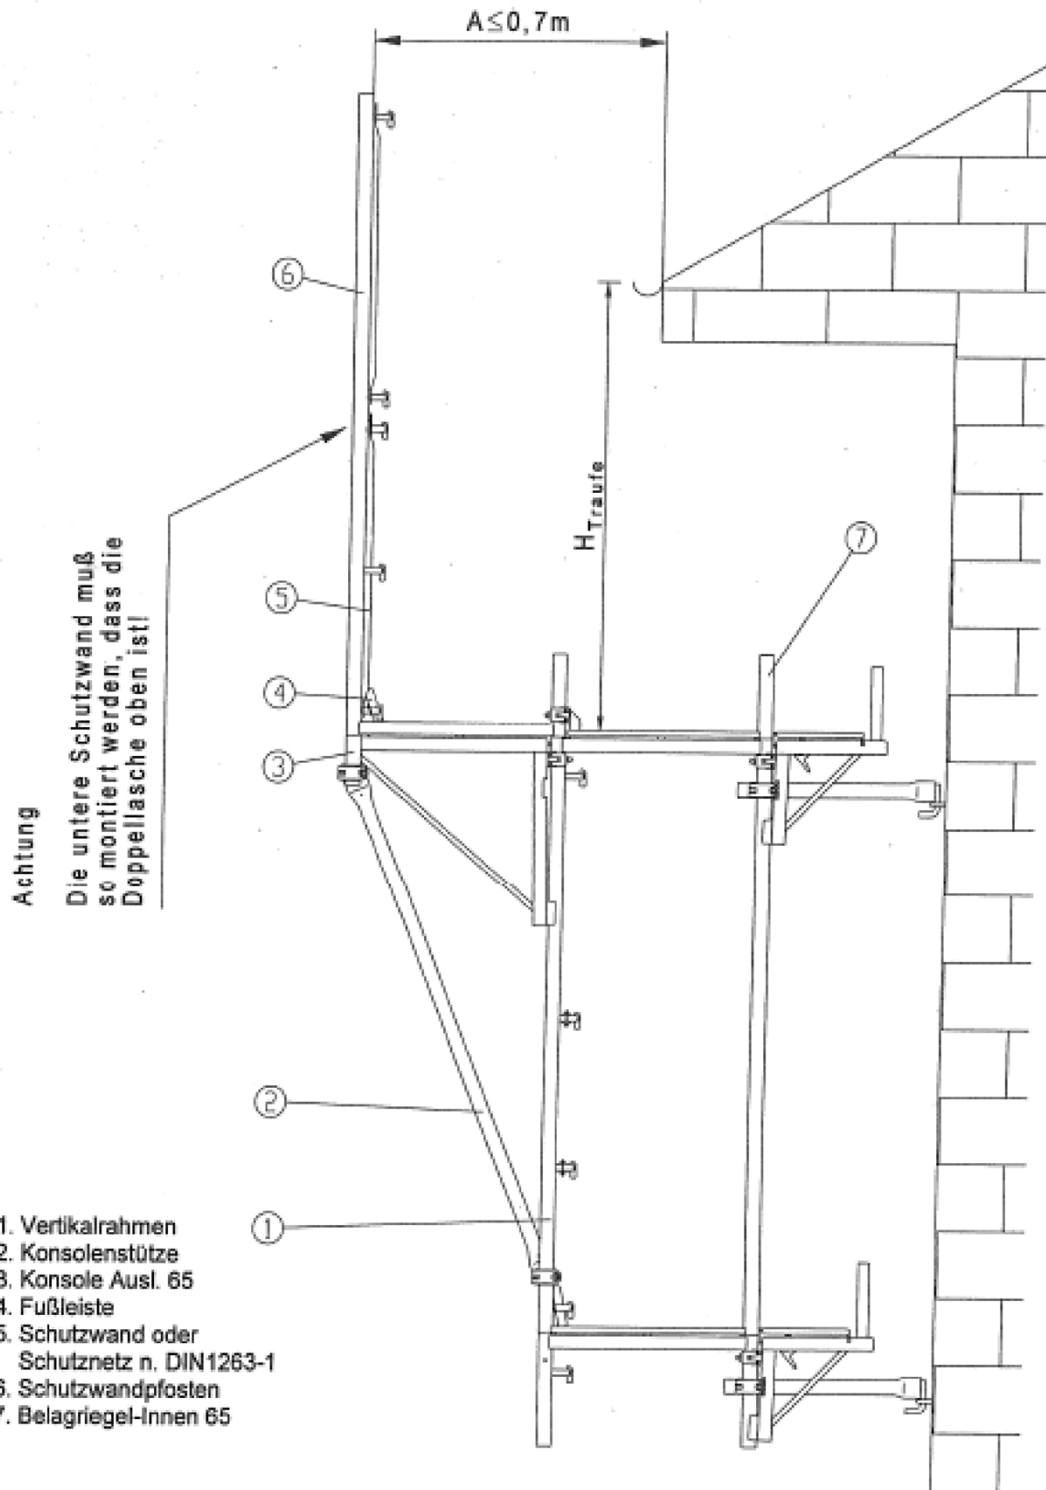 A≤0,7m
6
HTraufe
7
5
4
3
Achtung
Die untere Schutzwand muß
so montiert werden, dass die
Doppellasche oben ist!
2
1
1. Vertikalrahmen
2. Konsolenstütze
3. Konsole Ausl. 65
4. Fußleiste
5. Schutzwand oder
Schutznetz n. DIN1263-1
6. Schutzwandpfosten
7. Belagriegel-Innen 65